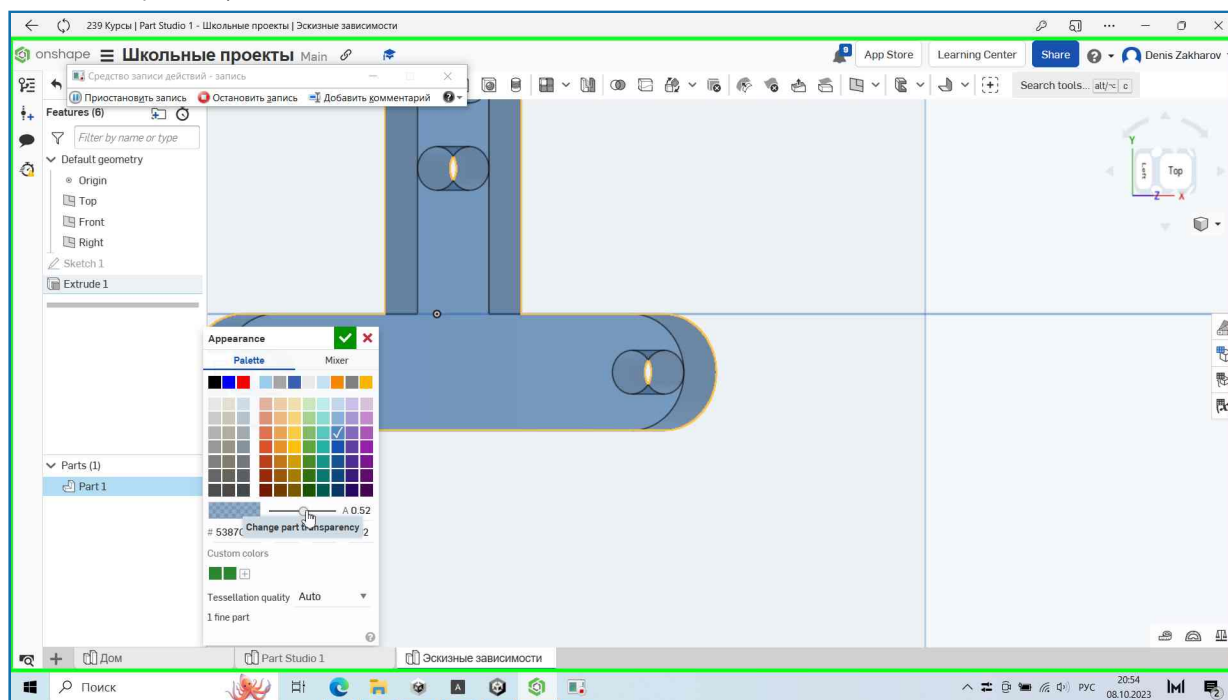 239 Курсы | Part Studio 1 - Школьные проекты | Эскизные зависимости
onshape Школьные проекты Main
9 App Store Learning Center Share Denis Zakharov
Средство записи действий - запись
Приостановить запись Остановить запись Добавить комментарий
Search tools... alt/⌥ c
Features (6)
Filter by name or type
Default geometry
Origin
Top
Front
Right
Sketch 1
Extrude 1
Y
Left Top
Z X
Appearance
Palette Mixer
A 0.52
Change part transparency
Custom colors
Tessellation quality Auto
1 fine part
Parts (1)
Part 1
Дом Part Studio 1 Эскизные зависимости
Поиск
A
РУС
20:54
08.10.2023
2